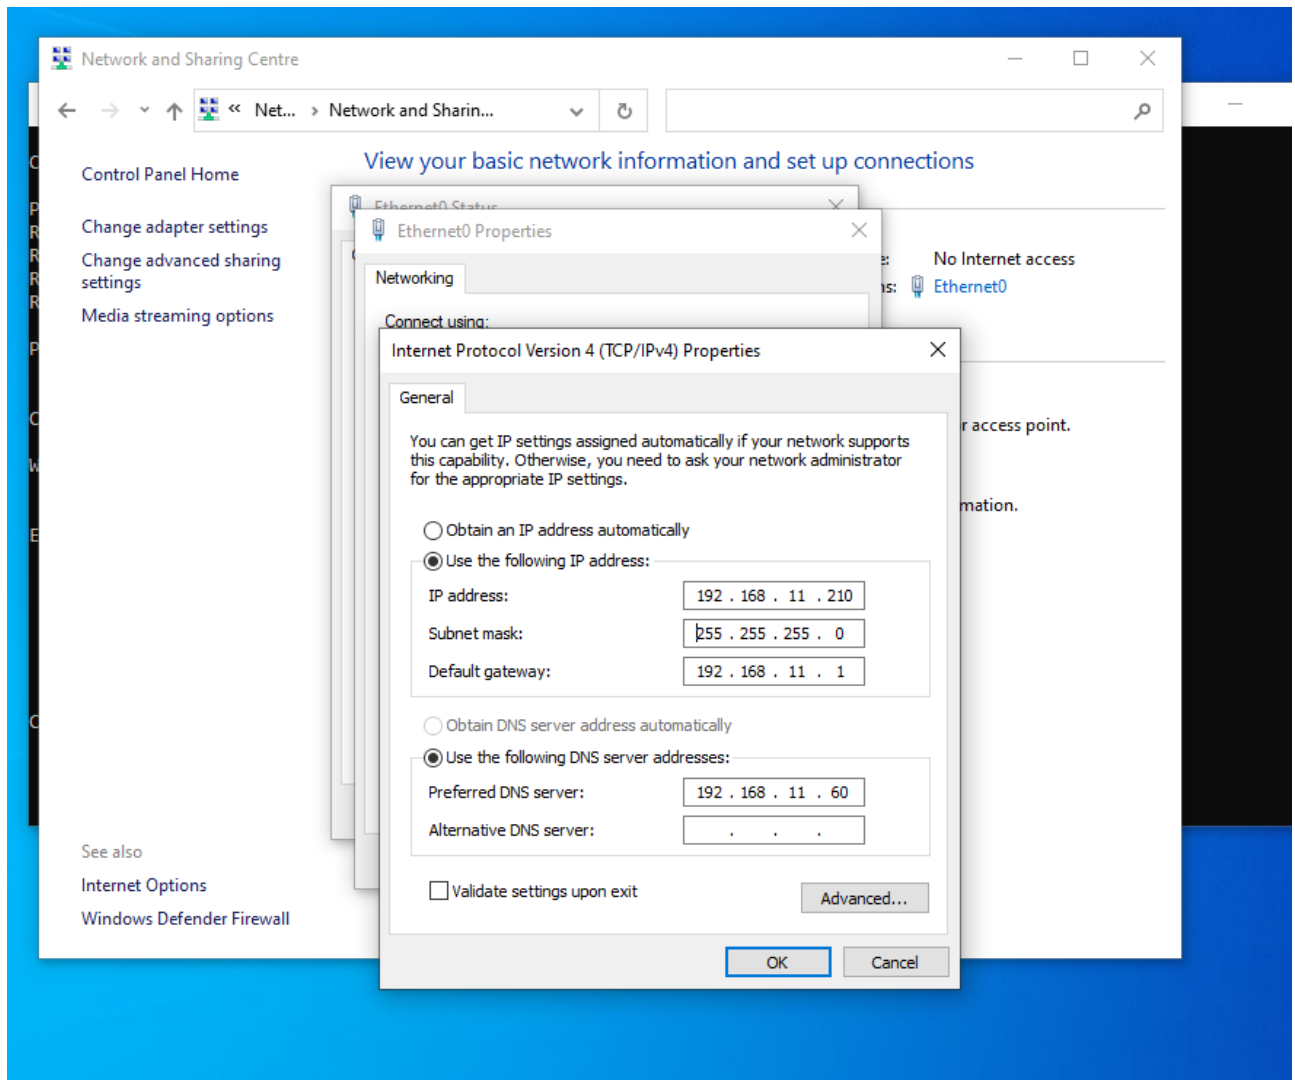 Network and Sharing Centre
« Net... › Network and Sharin...
Control Panel Home
Change adapter settings
Change advanced sharing
settings
Media streaming options
See also
Internet Options
Windows Defender Firewall
View your basic network information and set up connections
No Internet access
Ethernet0
r access point.
mation.
Ethernet0 Status
Ethernet0 Properties
Networking
Connect using:
Internet Protocol Version 4 (TCP/IPv4) Properties
General
You can get IP settings assigned automatically if your network supports
this capability. Otherwise, you need to ask your network administrator
for the appropriate IP settings.
Obtain an IP address automatically
Use the following IP address:
IP address: 192 . 168 . 11 . 210
Subnet mask: 255 . 255 . 255 . 0
Default gateway: 192 . 168 . 11 . 1
Obtain DNS server address automatically
Use the following DNS server addresses:
Preferred DNS server: 192 . 168 . 11 . 60
Alternative DNS server: . . .
Validate settings upon exit
Advanced...
OK Cancel